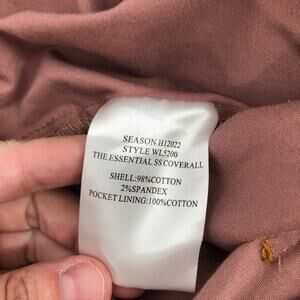 SEASON H12022
STYLE WL5200
THE ESSENTIAL SS COVERALL
SHELL:98%COTTON
2%SPANDEX
POCKET LINING:100%COTTON